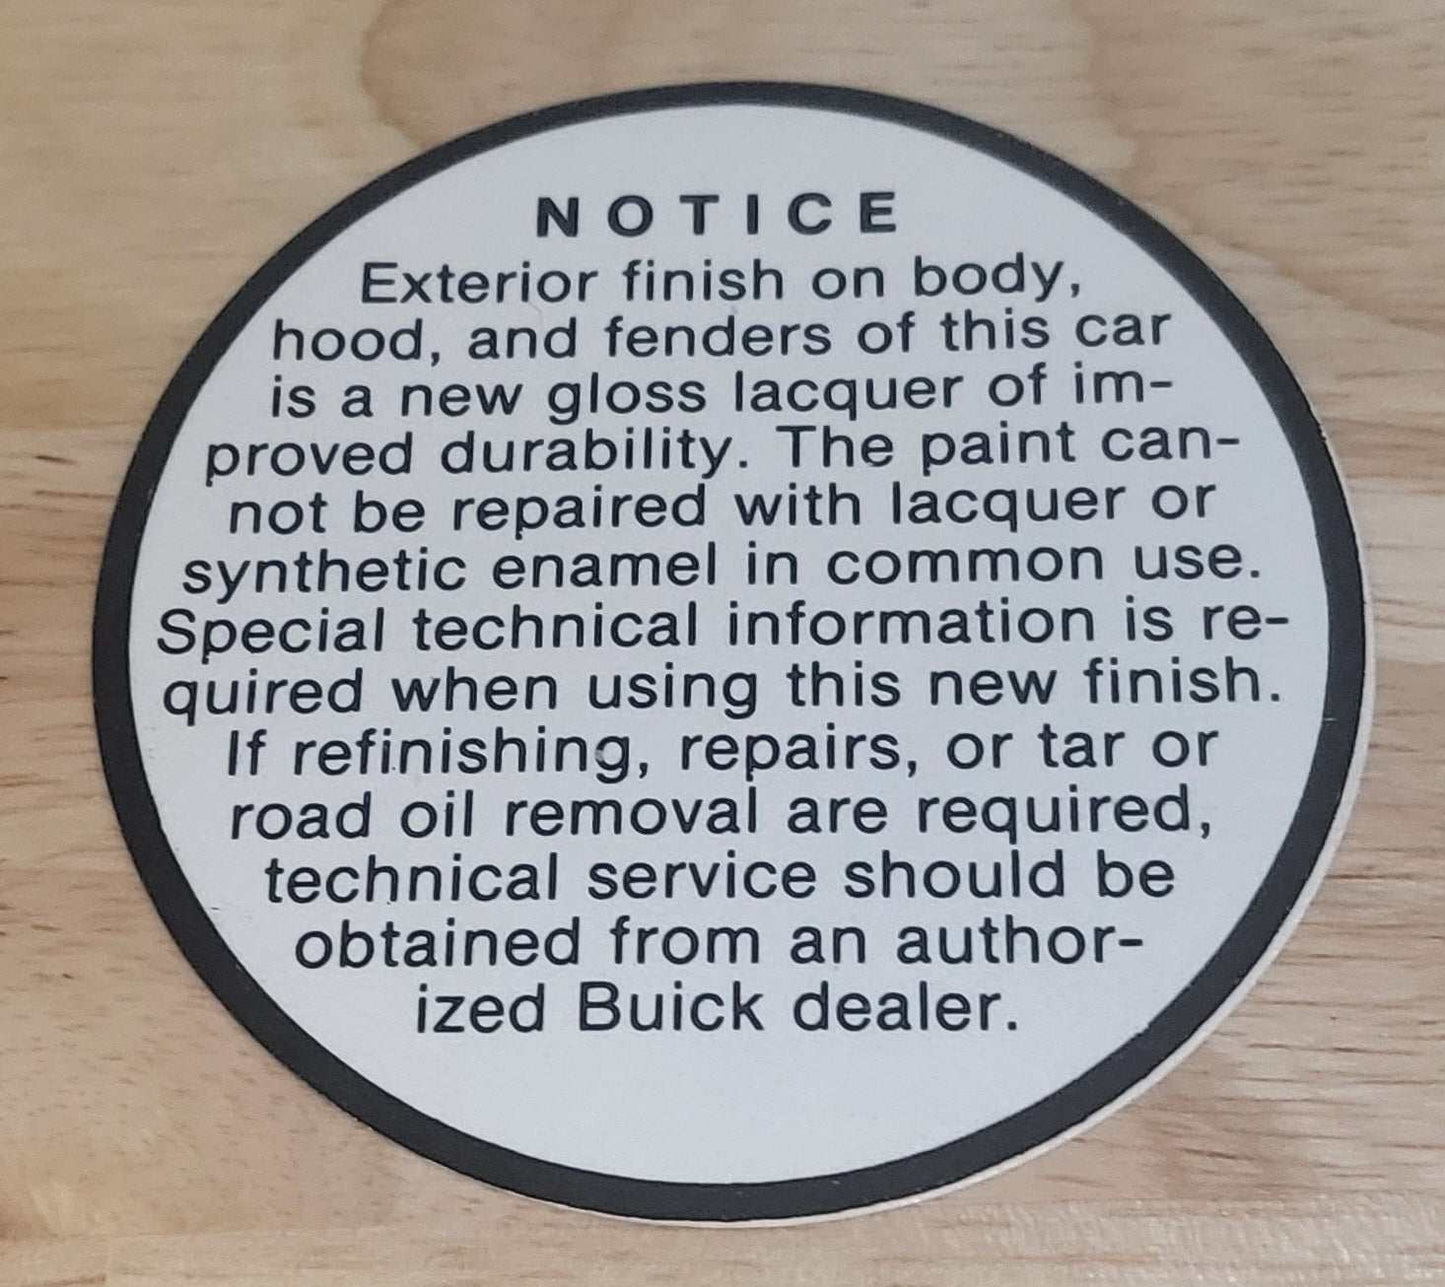 NOTICE
Exterior finish on body,
hood, and fenders of this car
is a new gloss lacquer of im-
proved durability. The paint can-
not be repaired with lacquer or
synthetic enamel in common use.
Special technical information is re-
quired when using this new finish.
If refinishing, repairs, or tar or
road oil removal are required,
technical service should be
obtained from an author-
ized Buick dealer.